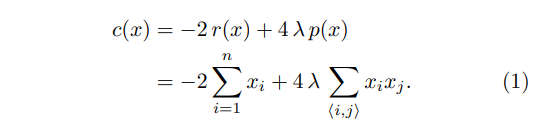 c(x) = −2 r(x) + 4 λ p(x)
= −2 ∑_{i=1}^{n} x_i + 4 λ ∑_{⟨i,j⟩} x_i x_j. (1)